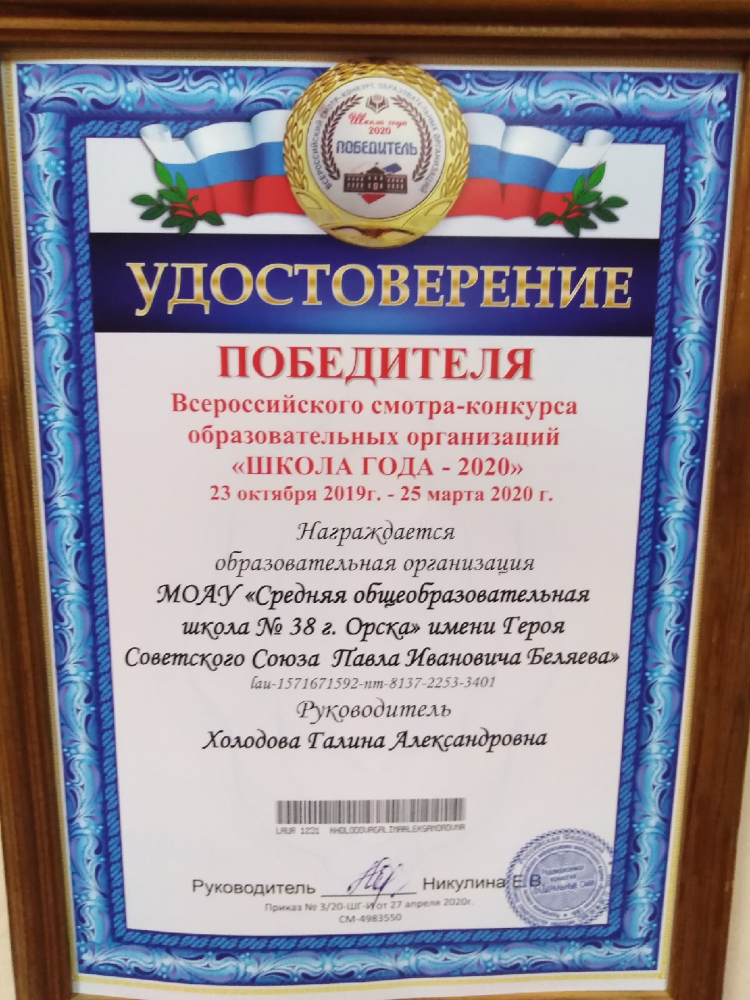 ВСЕРОССИЙСКИЙ СМОТР-КОНКУРС ОБРАЗОВАТЕЛЬНЫХ ОРГАНИЗАЦИЙ
Школа года
2020
ПОБЕДИТЕЛЬ
УДОСТОВЕРЕНИЕ
ПОБЕДИТЕЛЯ
Всероссийского смотра-конкурса
образовательных организаций
«ШКОЛА ГОДА - 2020»
23 октября 2019г. - 25 марта 2020 г.
Награждается
образовательная организация
МОАУ «Средняя общеобразовательная
школа № 38 г. Орска» имени Героя
Советского Союза Павла Ивановича Беляева»
lau-1571671592-nm-8137-2253-3401
Руководитель
Холодова Галина Александровна
LAUR 1231 KHOLODOVAGALINAALEKSANDROVNA
Руководитель Никулина Е.В.
Приказ № 3/20-ШГ-И от 27 апреля 2020г.
СМ-4983550
Российская Федерация